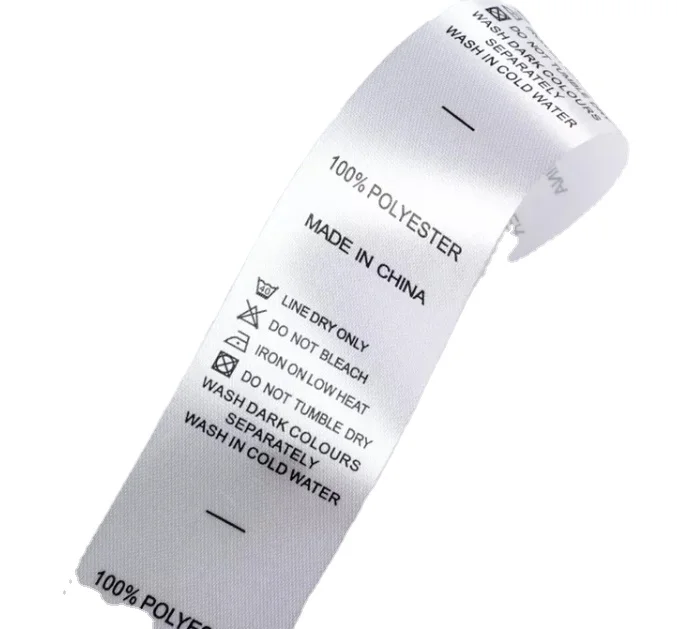 DO NOT TUMBLE DRY
WASH DARK COLOURS
SEPARATELY
WASH IN COLD WATER
100% POLYESTER
MADE IN CHINA
40 LINE DRY ONLY
DO NOT BLEACH
IRON ON LOW HEAT
DO NOT TUMBLE DRY
WASH DARK COLOURS
SEPARATELY
WASH IN COLD WATER
100%